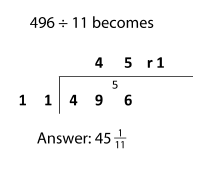 496 ÷ 11 becomes
4 5 r 1
5
1 1 4 9 6
Answer: 45 1/11